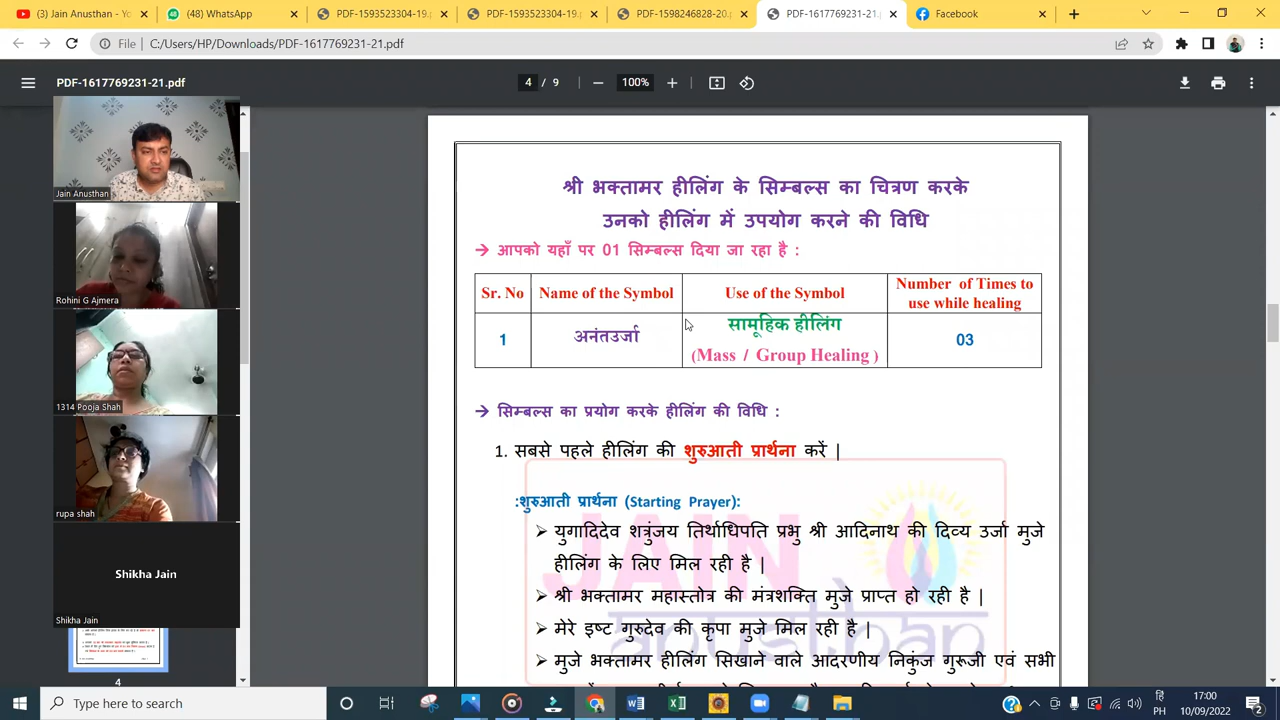 (3) Jain Anusthan - Yo
(48) WhatsApp
PDF-1593523304-19.
PDF-1593523304-19.
PDF-1598246828-20.p
PDF-1617769231-21.
Facebook
File C:/Users/HP/Downloads/PDF-1617769231-21.pdf
PDF-1617769231-21.pdf
4 / 9
100%
Jain Anusthan
Rohini G Ajmera
1314 Pooja Shah
rupa shah
Shikha Jain
Shikha Jain
4
श्री भक्तामर हीलिंग के सिम्बल्स का चित्रण करके
उनको हीलिंग में उपयोग करने की विधि
→ आपको यहाँ पर 01 सिम्बल्स दिया जा रहा है :
Sr. No Name of the Symbol Use of the Symbol Number of Times to
use while healing
1 अनंतउर्जा सामूहिक हीलिंग 03
(Mass / Group Healing )
→ सिम्बल्स का प्रयोग करके हीलिंग की विधि :
1. सबसे पहले हीलिंग की शुरुआती प्रार्थना करें |
:शुरुआती प्रार्थना (Starting Prayer):
➢ युगादिदेव शत्रुंजय तिर्थाधिपति प्रभु श्री आदिनाथ की दिव्य उर्जा मुजे
हीलिंग के लिए मिल रही है |
➢ श्री भक्तामर महास्तोत्र की मंत्रशक्ति मुजे प्राप्त हो रही है |
➢ मेरे इष्ट गुरुदेव की कृपा मुजे मिल रही है |
➢ मुजे भक्तामर हीलिंग सिखाने वाले आदरणीय निकुंज गुरूजी एवं सभी
JAIN
Type here to search
हि
PH
17:00
10/09/2022
2